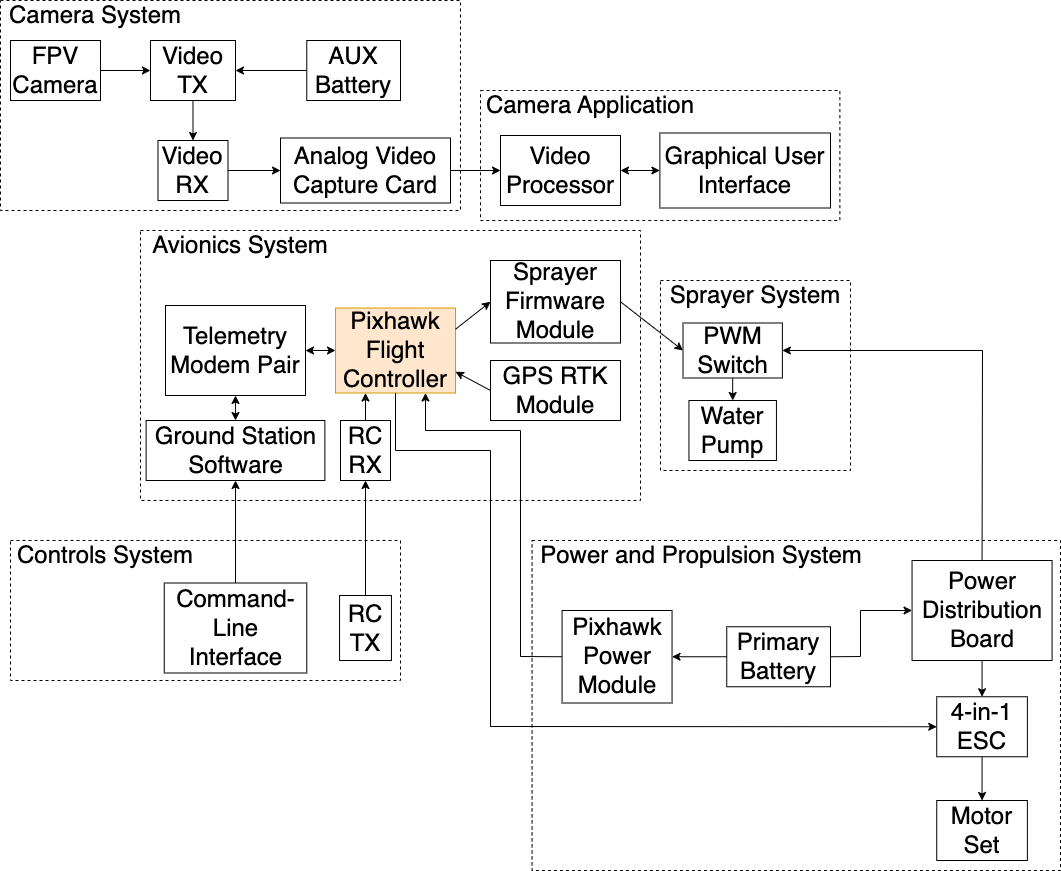 Camera System
FPV
Camera
Video
TX
AUX
Battery
Video
RX
Analog Video
Capture Card
Camera Application
Video
Processor
Graphical User
Interface
Avionics System
Telemetry
Modem Pair
Pixhawk
Flight
Controller
Sprayer
Firmware
Module
GPS RTK
Module
Ground Station
Software
RC
RX
Sprayer System
PWM
Switch
Water
Pump
Controls System
Command-
Line
Interface
RC
TX
Power and Propulsion System
Pixhawk
Power
Module
Primary
Battery
Power
Distribution
Board
4-in-1
ESC
Motor
Set